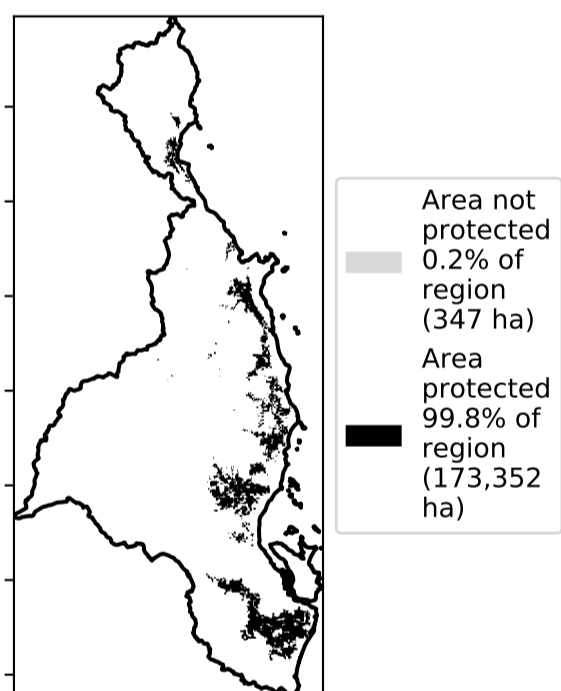 Area not
protected
0.2% of
region
(347 ha)
Area
protected
99.8% of
region
(173,352
ha)